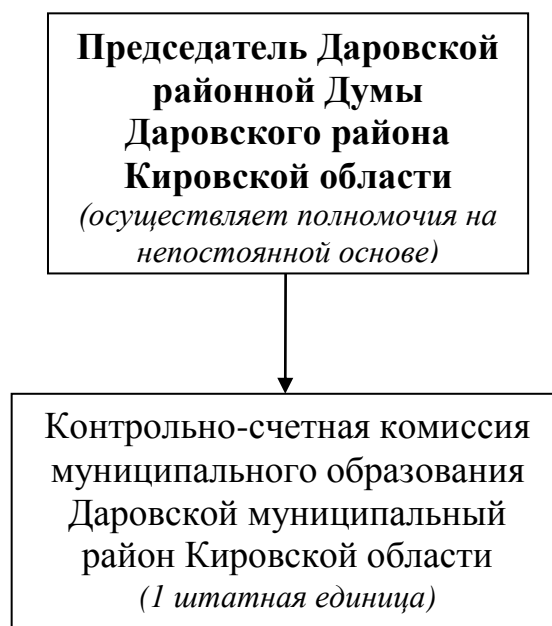 Председатель Даровской
районной Думы
Даровского района
Кировской области
(осуществляет полномочия на
непостоянной основе)
Контрольно-счетная комиссия
муниципального образования
Даровской муниципальный
район Кировской области
(1 штатная единица)